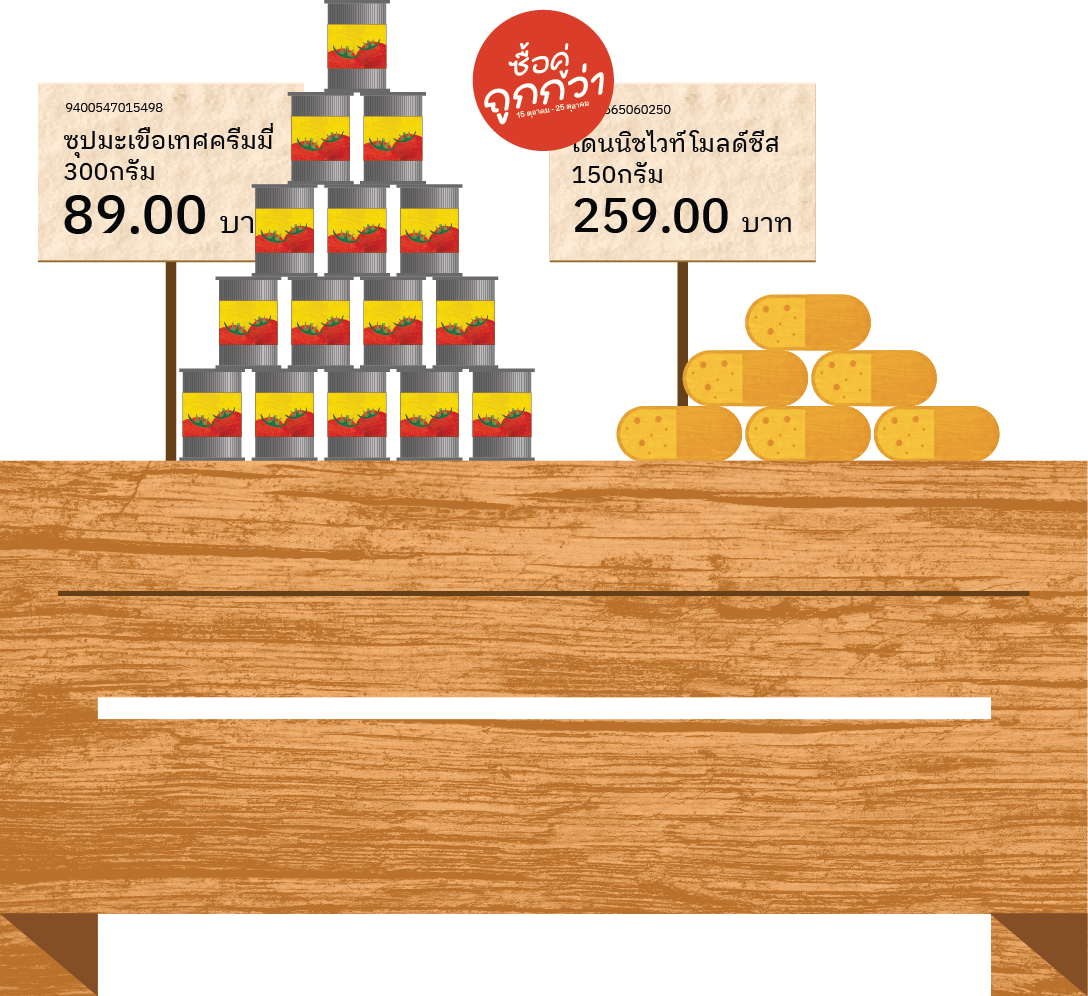 9400547015498
ซุปมะเขือเทศครีมมี่
300กรัม
89.00
ซื้อคู่
ถูกกว่า
15 ตุลาคม - 25 ตุลาคม
665060250
เดนนิชไวท์โมลด์ชีส
150กรัม
259.00 บาท